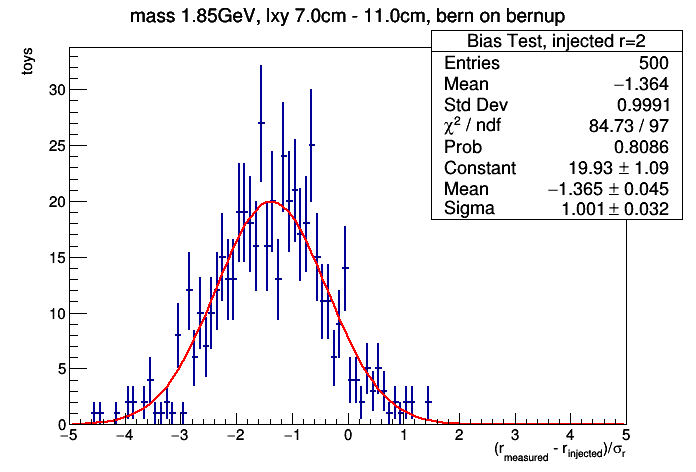 mass 1.85GeV, lxy 7.0cm - 11.0cm, bern on bernup
Bias Test, injected r=2
Entries 500
Mean −1.364
Std Dev 0.9991
χ² / ndf 84.73 / 97
Prob 0.8086
Constant 19.93 ± 1.09
Mean −1.365 ± 0.045
Sigma 1.001 ± 0.032
toys
30
25
20
15
10
5
0
−5 −4 −3 −2 −1 0 1 2 3 4 5
(r_measured - r_injected)/σ_r